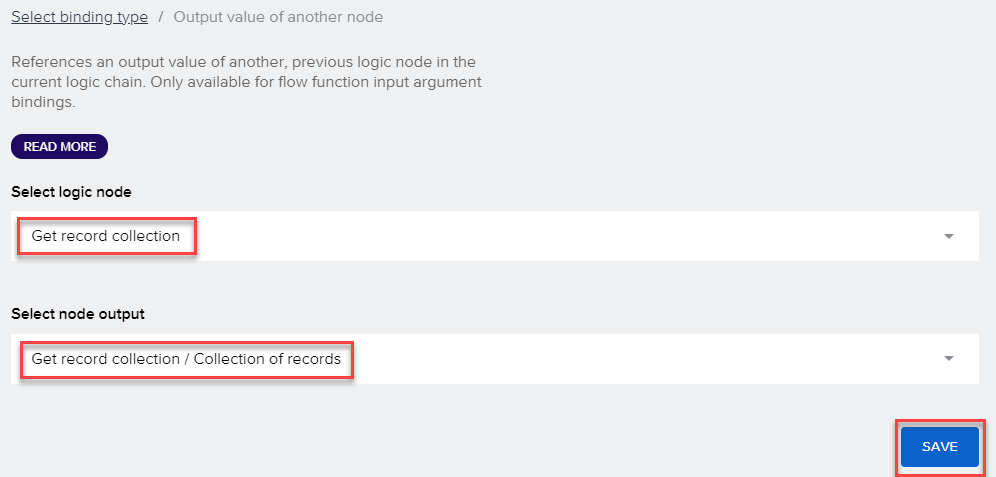 Select binding type / Output value of another node
References an output value of another, previous logic node in the
current logic chain. Only available for flow function input argument
bindings.
READ MORE
Select logic node
Get record collection
Select node output
Get record collection / Collection of records
SAVE